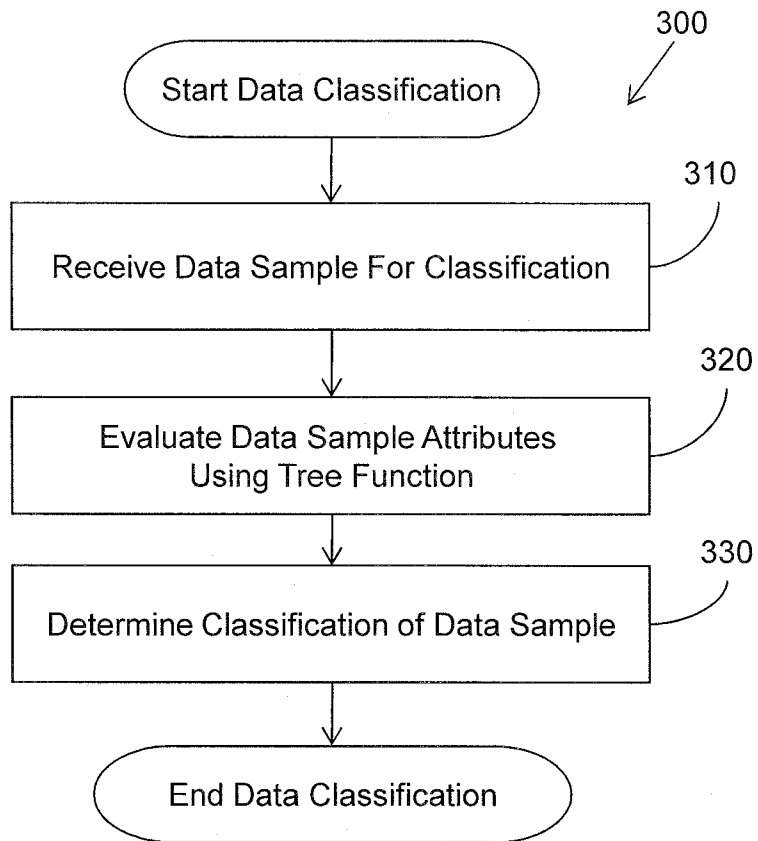 300
Start Data Classification
310
Receive Data Sample For Classification
320
Evaluate Data Sample Attributes
Using Tree Function
330
Determine Classification of Data Sample
End Data Classification